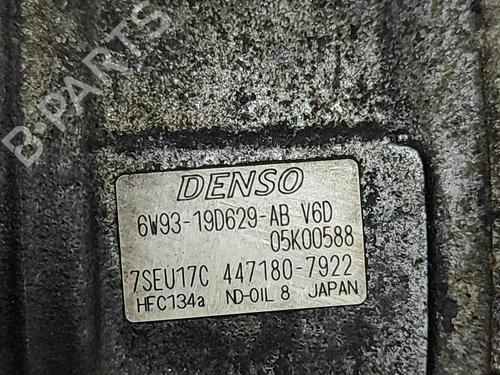 B-PARTS
DENSO
6W93-19D629-AB V6D
05K00588
7SEU17C 447180-7922
HFC134a ND-OIL 8 JAPAN